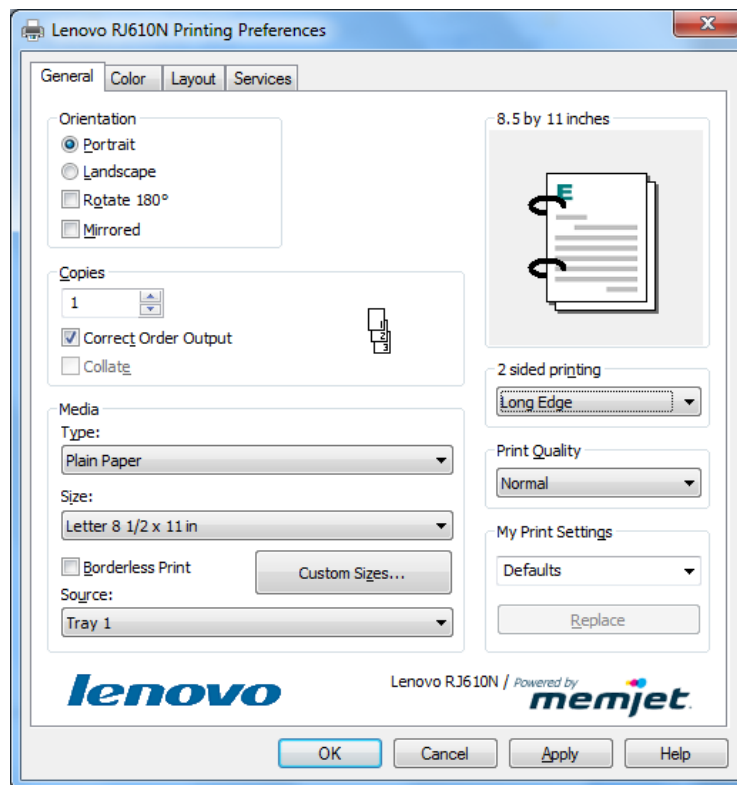 Lenovo RJ610N Printing Preferences
General Color Layout Services
Orientation
Portrait
Landscape
Rotate 180°
Mirrored
8.5 by 11 inches
E
Copies
1
Correct Order Output
Collate
1
2
3
2 sided printing
Long Edge
Media
Type:
Plain Paper
Size:
Letter 8 1/2 x 11 in
Borderless Print
Custom Sizes...
Source:
Tray 1
Print Quality
Normal
My Print Settings
Defaults
Replace
lenovo
Lenovo RJ610N / Powered by
memjet
OK Cancel Apply Help